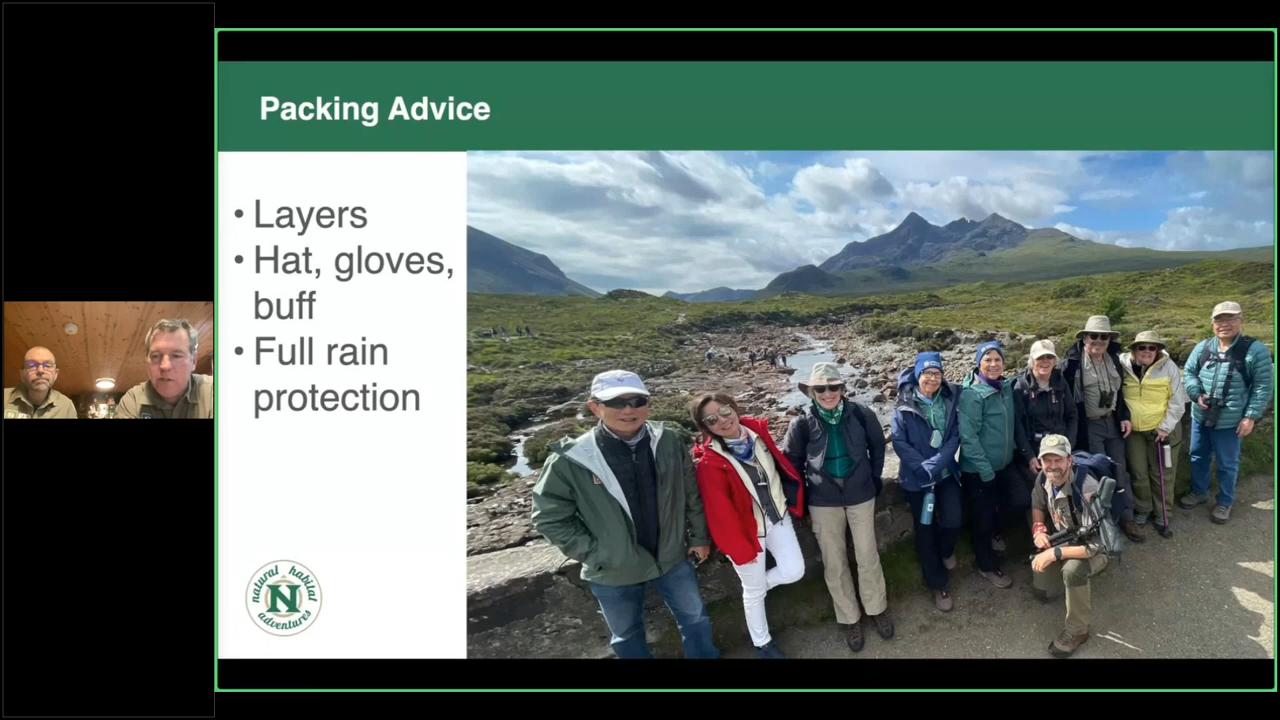 Packing Advice
• Layers
• Hat, gloves,
buff
• Full rain
protection
natural habitat
N
adventures